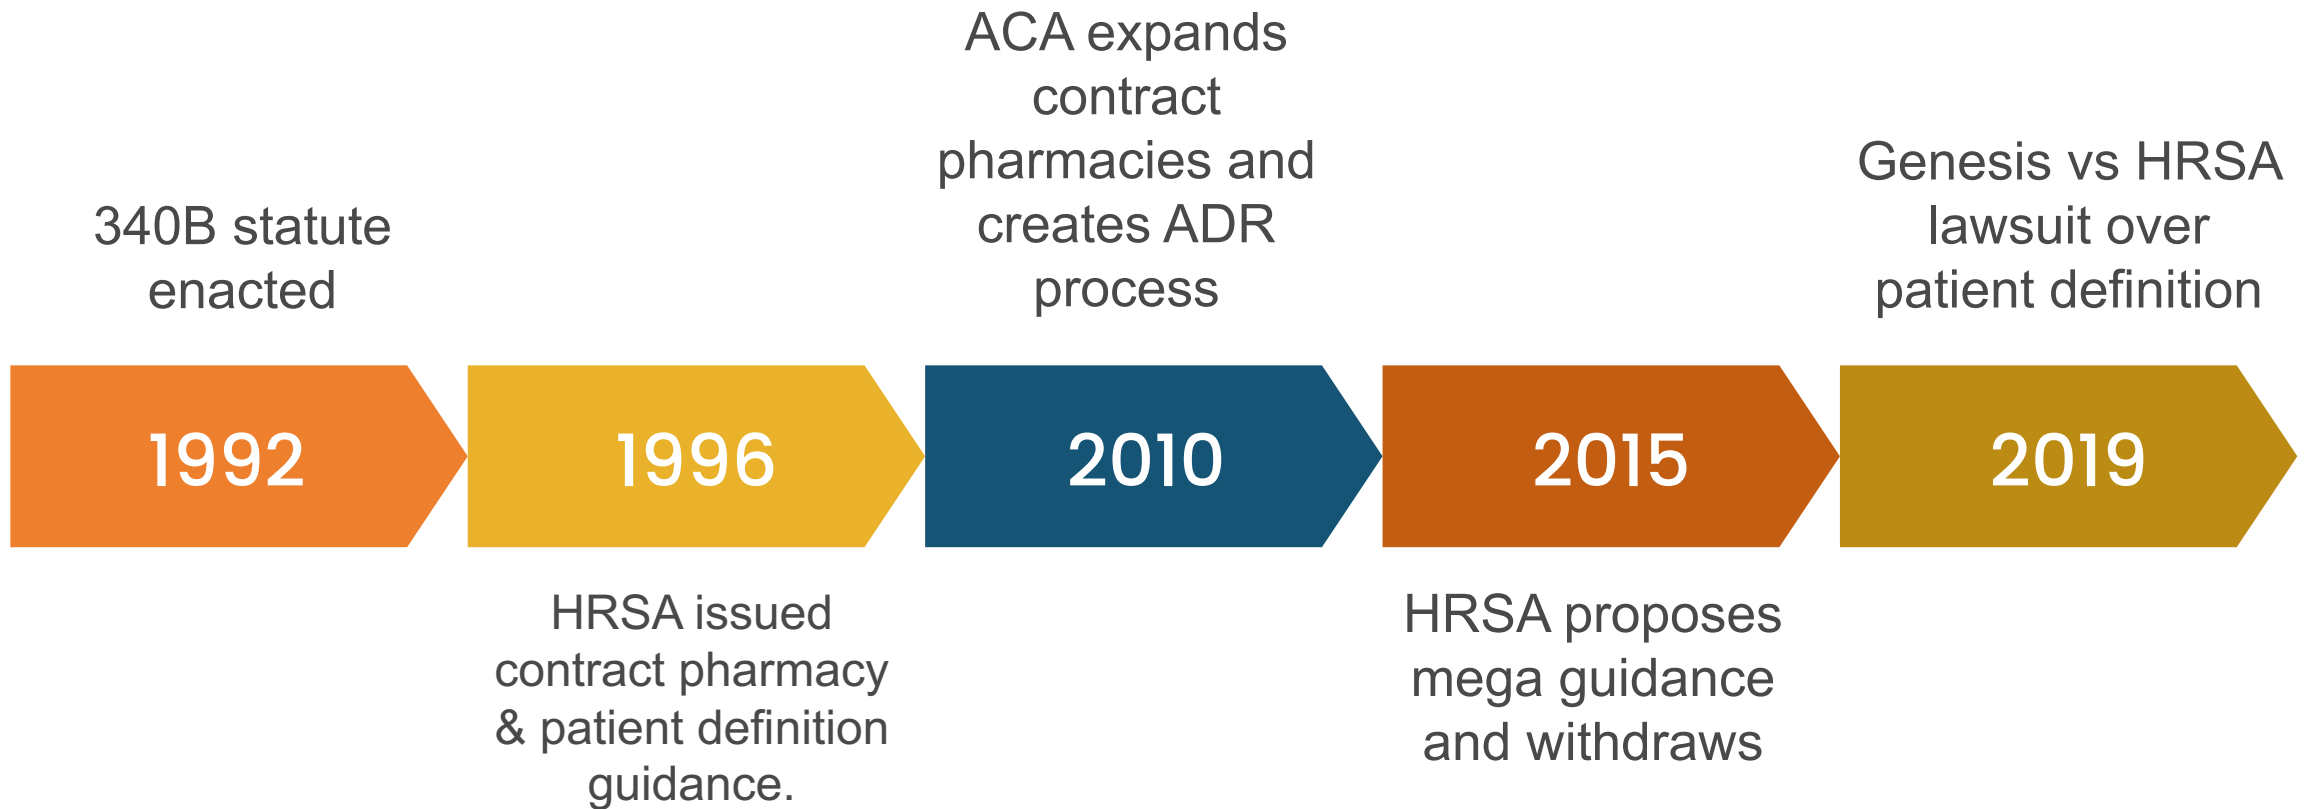 340B statute
enacted
1992
1996
HRSA issued
contract pharmacy
& patient definition
guidance.
ACA expands
contract
pharmacies and
creates ADR
process
2010
2015
HRSA proposes
mega guidance
and withdraws
Genesis vs HRSA
lawsuit over
patient definition
2019